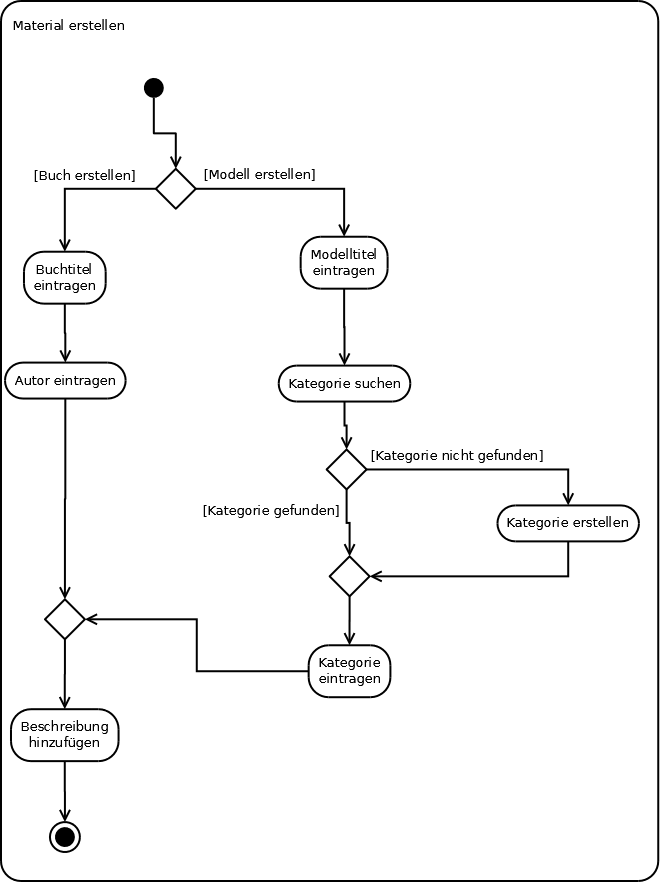 Material erstellen
[Buch erstellen]
[Modell erstellen]
Buchtitel
eintragen
Modelltitel
eintragen
Autor eintragen
Kategorie suchen
[Kategorie nicht gefunden]
[Kategorie gefunden]
Kategorie erstellen
Kategorie
eintragen
Beschreibung
hinzufügen